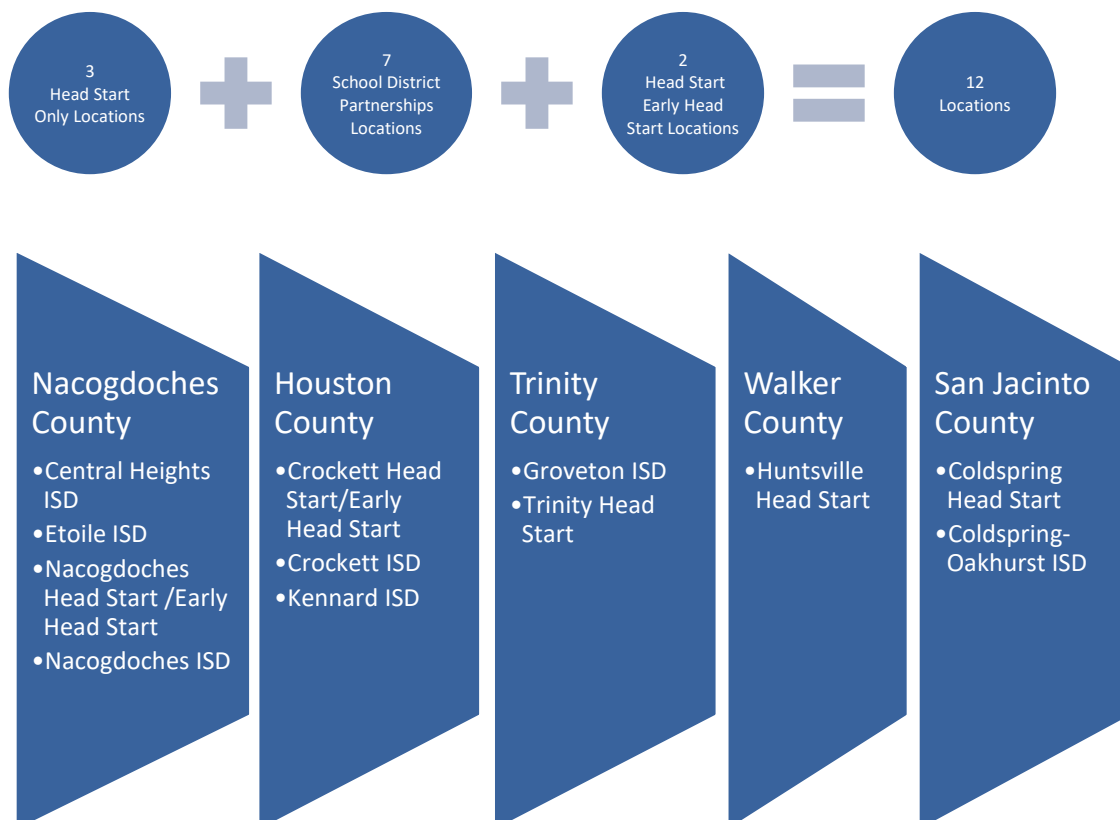 3
Head Start
Only Locations
7
School District
Partnerships
Locations
2
Head Start
Early Head
Start Locations
12
Locations
Nacogdoches
County
•Central Heights
ISD
•Etoile ISD
•Nacogdoches
Head Start /Early
Head Start
•Nacogdoches ISD
Houston
County
•Crockett Head
Start/Early
Head Start
•Crockett ISD
•Kennard ISD
Trinity
County
•Groveton ISD
•Trinity Head
Start
Walker
County
•Huntsville
Head Start
San Jacinto
County
•Coldspring
Head Start
•Coldspring-
Oakhurst ISD